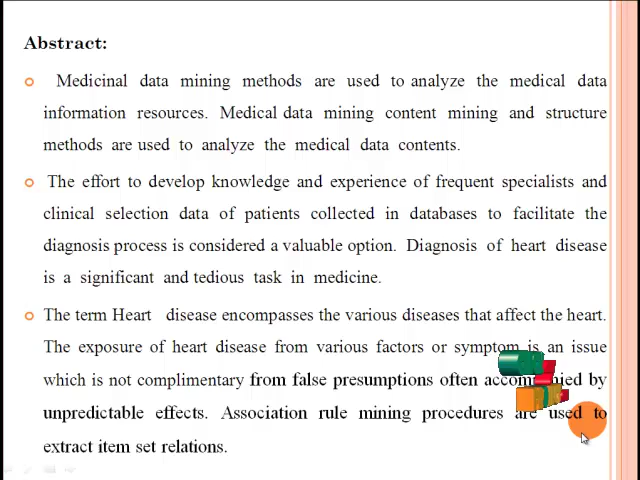 Abstract:
Medicinal data mining methods are used to analyze the medical data
information resources. Medical data mining content mining and structure
methods are used to analyze the medical data contents.
The effort to develop knowledge and experience of frequent specialists and
clinical selection data of patients collected in databases to facilitate the
diagnosis process is considered a valuable option. Diagnosis of heart disease
is a significant and tedious task in medicine.
The term Heart disease encompasses the various diseases that affect the heart.
The exposure of heart disease from various factors or symptom is an issue
which is not complimentary from false presumptions often accompanied by
unpredictable effects. Association rule mining procedures are used to
extract item set relations.